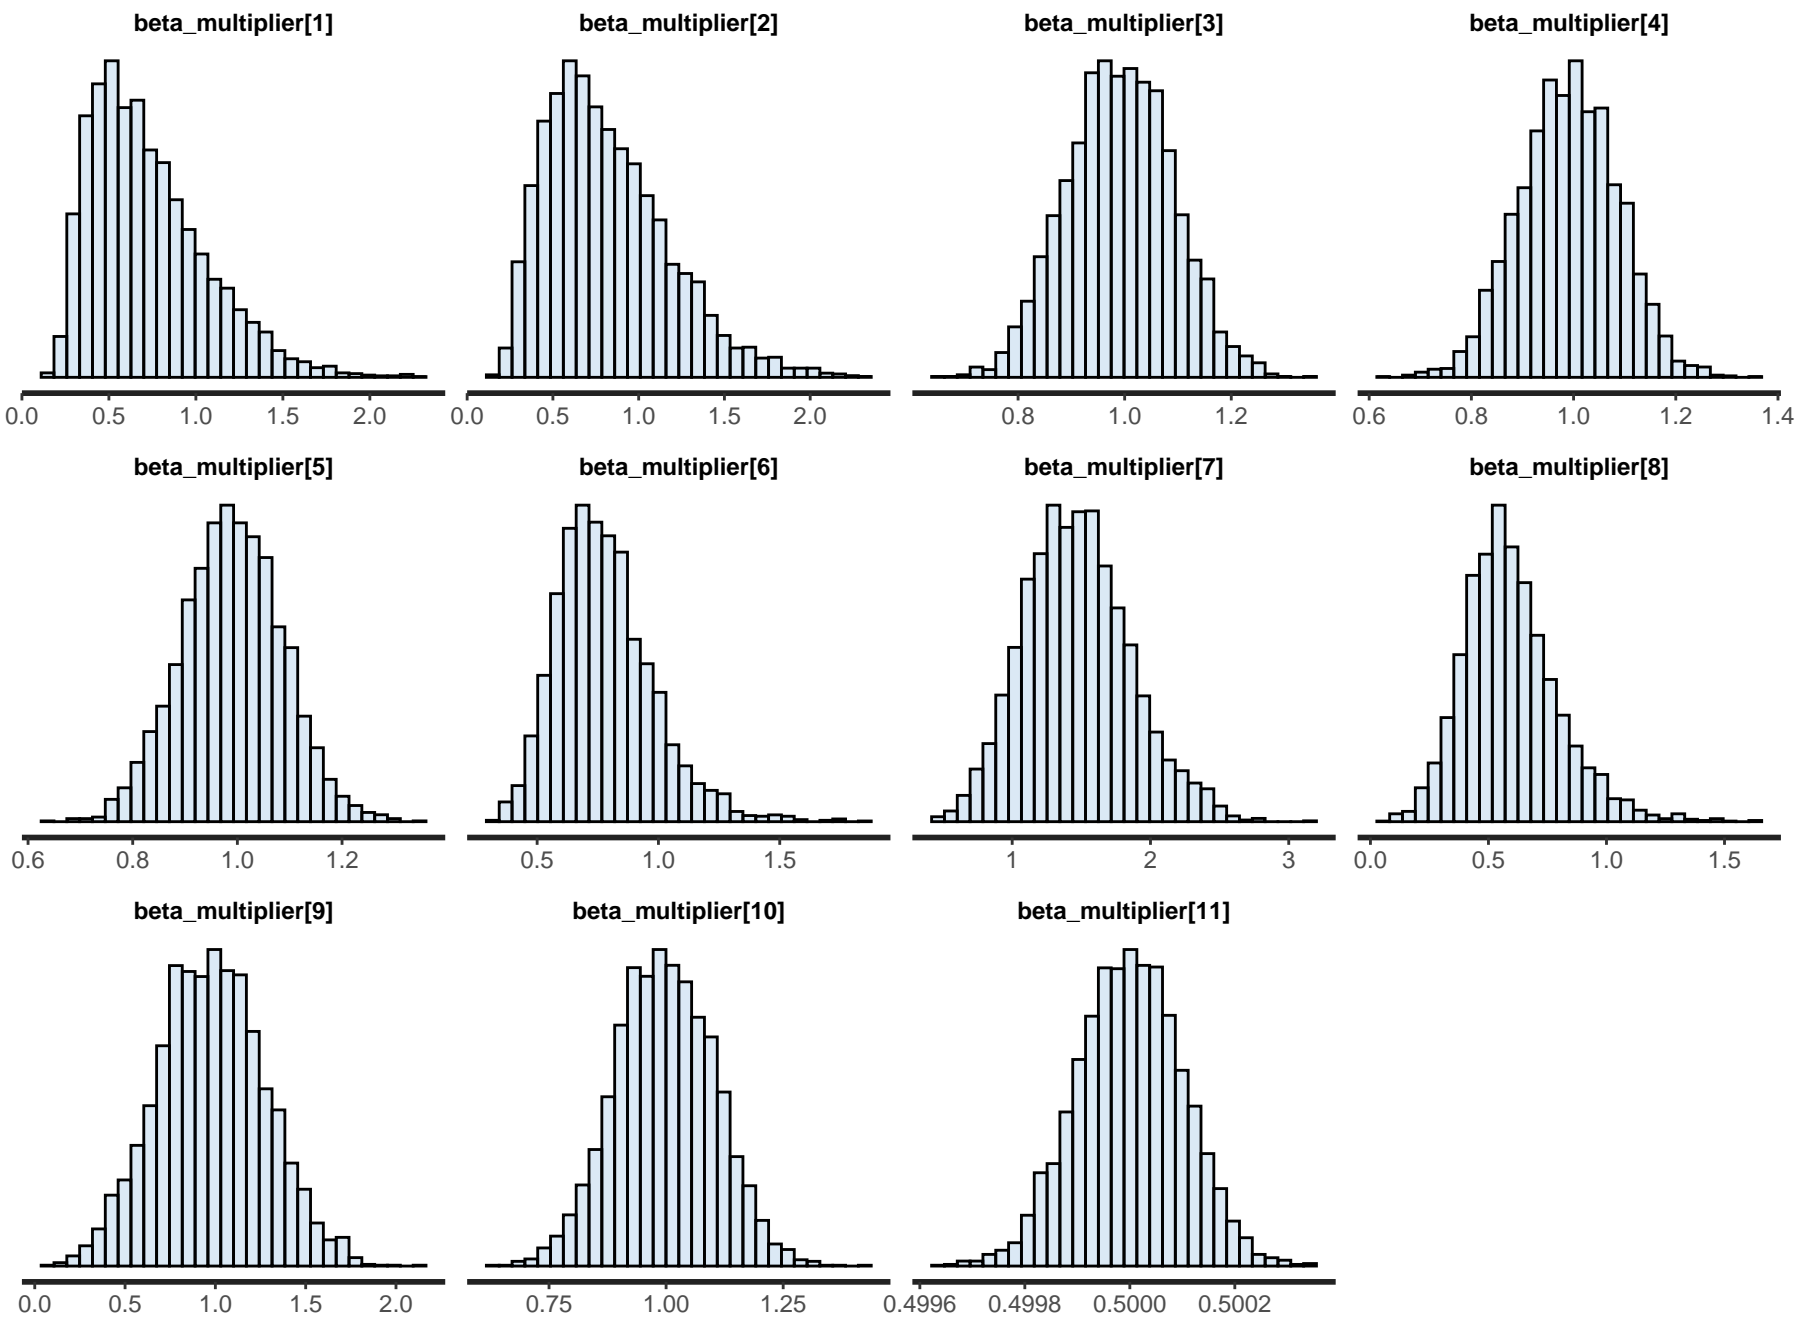 beta_multiplier[1] beta_multiplier[2] beta_multiplier[3] beta_multiplier[4]
0.0 0.5 1.0 1.5 2.0 0.0 0.5 1.0 1.5 2.0 0.8 1.0 1.2 0.6 0.8 1.0 1.2 1.4
beta_multiplier[5] beta_multiplier[6] beta_multiplier[7] beta_multiplier[8]
0.6 0.8 1.0 1.2 0.5 1.0 1.5 1 2 3 0.0 0.5 1.0 1.5
beta_multiplier[9] beta_multiplier[10] beta_multiplier[11]
0.0 0.5 1.0 1.5 2.0 0.75 1.00 1.25 0.4996 0.4998 0.5000 0.5002